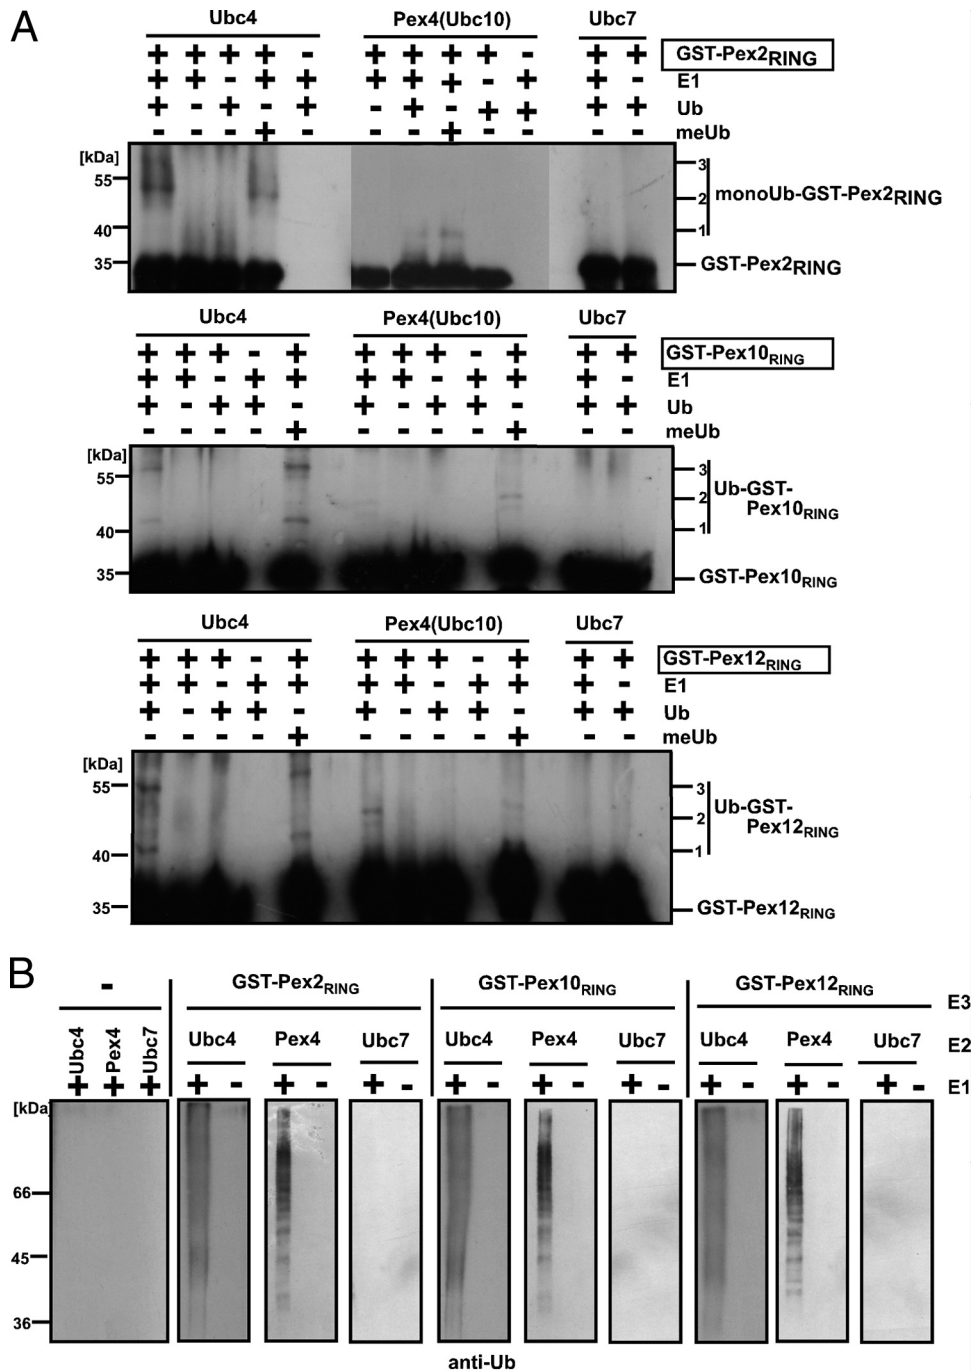 A
Ubc4 Pex4(Ubc10) Ubc7
+ + + + - + + + + - + + GST-Pex2RING
+ + - + + + + + - + + - E1
+ - + - + - + - + + + + Ub
- - - + - - - + - - - - meUb
[kDa]
55
40
35
3
2
1
monoUb-GST-Pex2RING
GST-Pex2RING
Ubc4 Pex4(Ubc10) Ubc7
+ + + - + + + + - + + + GST-Pex10RING
+ + - + + + + - + + + - E1
+ - + + - + - + + - + + Ub
- - - - + - - - - + - - meUb
[kDa]
55
40
35
3
2
1
Ub-GST-
Pex10RING
GST-Pex10RING
Ubc4 Pex4(Ubc10) Ubc7
+ + + - + + + + - + + + GST-Pex12RING
+ + - + + + + - + + + - E1
+ - + + - + - + + - + + Ub
- - - - + - - - - + - - meUb
[kDa]
55
40
35
3
2
1
Ub-GST-
Pex12RING
GST-Pex12RING
B
- GST-Pex2RING GST-Pex10RING GST-Pex12RING E3
Ubc4 Pex4 Ubc7 Ubc4 Pex4 Ubc7 Ubc4 Pex4 Ubc7 Ubc4 Pex4 Ubc7 E2
+ + + + - + - + - + - + - + - + - + - + - E1
[kDa]
66
45
36
anti-Ub